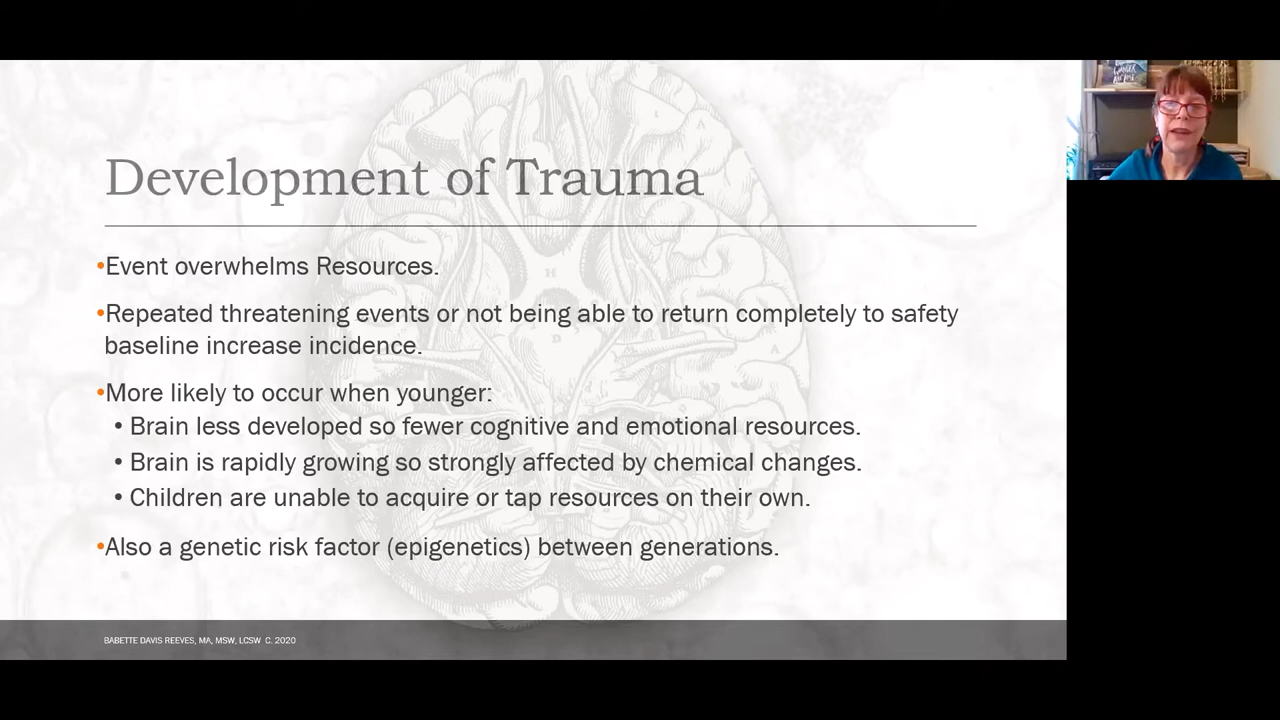 Development of Trauma
•Event overwhelms Resources.
•Repeated threatening events or not being able to return completely to safety
baseline increase incidence.
•More likely to occur when younger:
• Brain less developed so fewer cognitive and emotional resources.
• Brain is rapidly growing so strongly affected by chemical changes.
• Children are unable to acquire or tap resources on their own.
•Also a genetic risk factor (epigenetics) between generations.
BABETTE DAVIS REEVES, MA, MSW, LCSW C. 2020